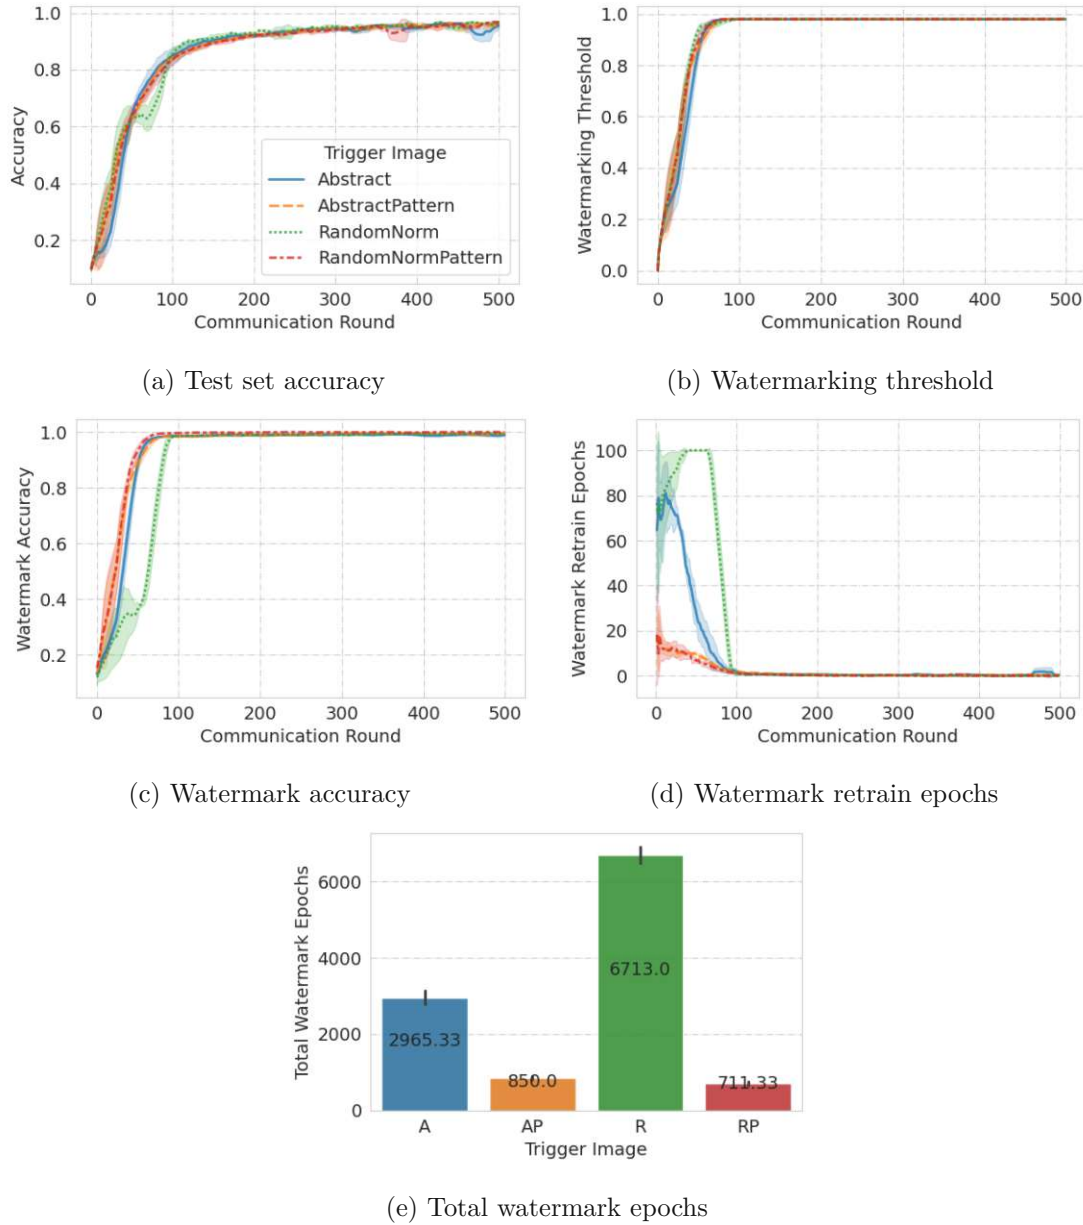 1.0
0.8
0.6
0.4
0.2
Accuracy
Trigger Image
Abstract
AbstractPattern
RandomNorm
RandomNormPattern
0 100 200 300 400 500
Communication Round
(a) Test set accuracy
1.0
0.8
0.6
0.4
0.2
0.0
Watermarking Threshold
0 100 200 300 400 500
Communication Round
(b) Watermarking threshold
1.0
0.8
0.6
0.4
0.2
Watermark Accuracy
0 100 200 300 400 500
Communication Round
(c) Watermark accuracy
100
80
60
40
20
0
Watermark Retrain Epochs
0 100 200 300 400 500
Communication Round
(d) Watermark retrain epochs
6000
4000
2000
0
Total Watermark Epochs
2965.33
850.0
6713.0
711.33
A AP R RP
Trigger Image
(e) Total watermark epochs